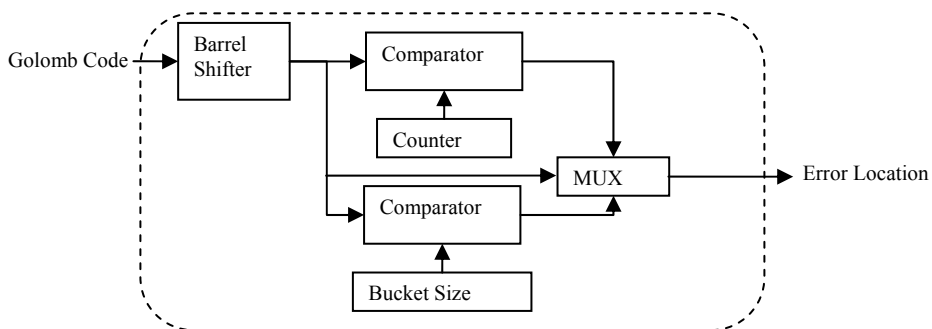 Golomb Code
Barrel
Shifter
Comparator
Counter
MUX
Error Location
Comparator
Bucket Size